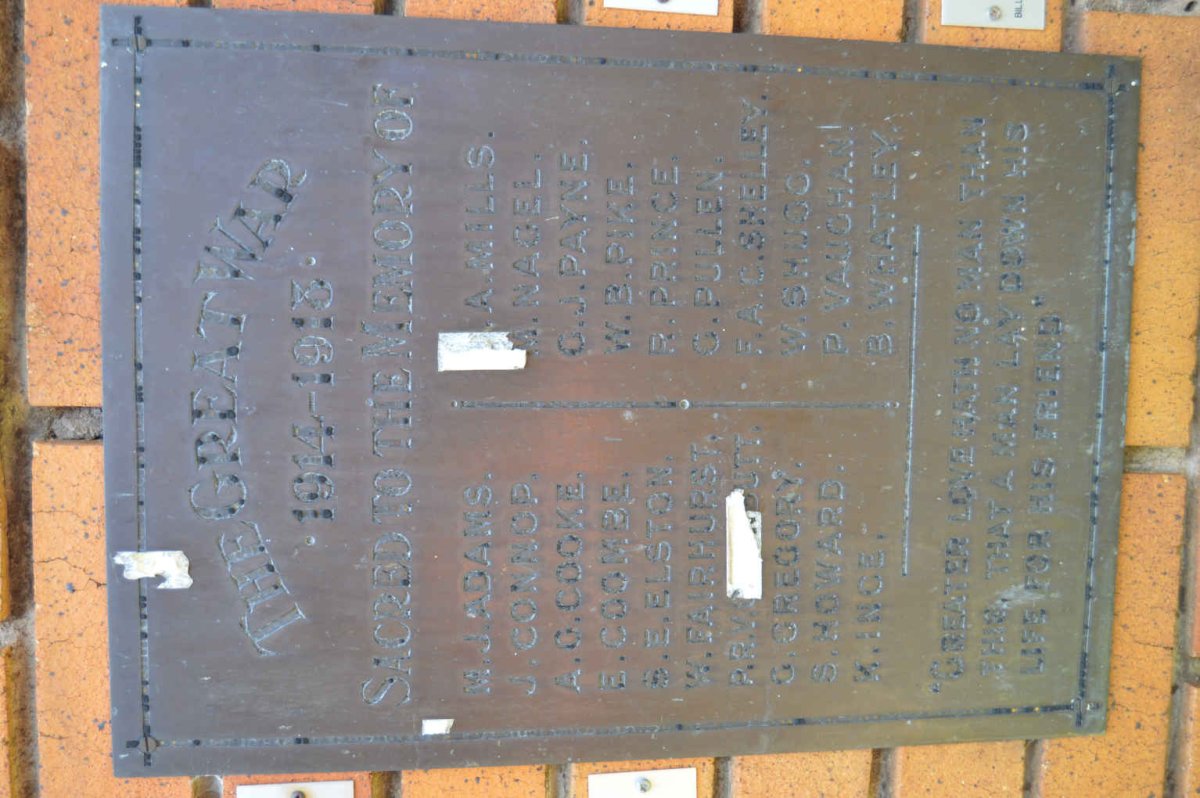 THE GREAT WAR
1914-1918.
SACRED TO THE MEMORY OF
M.J.ADAMS.
J.CONNOP.
A.G.COOKE.
E.COOMBE.
B.E.ELSTON.
W.FAIRHURST.
G.GREGORY.
S.HOWARD.
K.INCE.
A.MILLS.
M.NAGEL.
C.J.PAYNE.
W.B.PIKE.
R.PRINCE.
G.PULLEN.
F.A.C.SHELLEY.
W.SHUGG.
P.VAUGHAN.
B.WHATLEY.
"GREATER LOVE HATH NO MAN THAN
THIS, THAT A MAN LAY DOWN HIS
LIFE FOR HIS FRIEND"